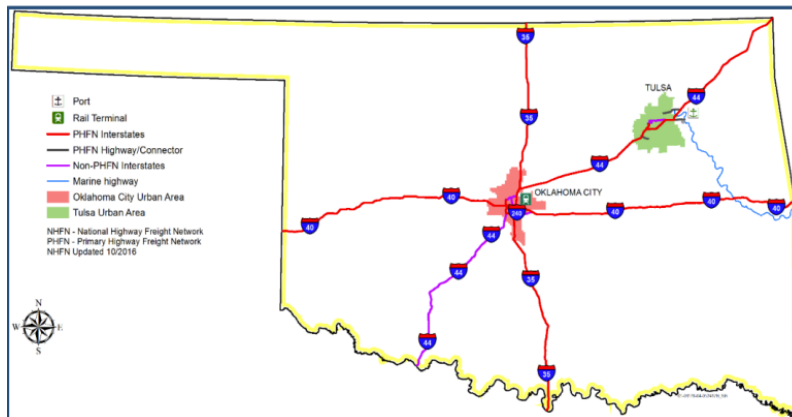 35
TULSA
44
Port
Rail Terminal
PHFN Interstates
PHFN Highway/Connector
Non-PHFN Interstates
Marine highway
Oklahoma City Urban Area
Tulsa Urban Area
NHFN - National Highway Freight Network
PHFN - Primary Highway Freight Network
NHFN Updated 10/2016
35
44
40
OKLAHOMA CITY
40
40
240
40
40
44
44
35
N
W E
S
44
35